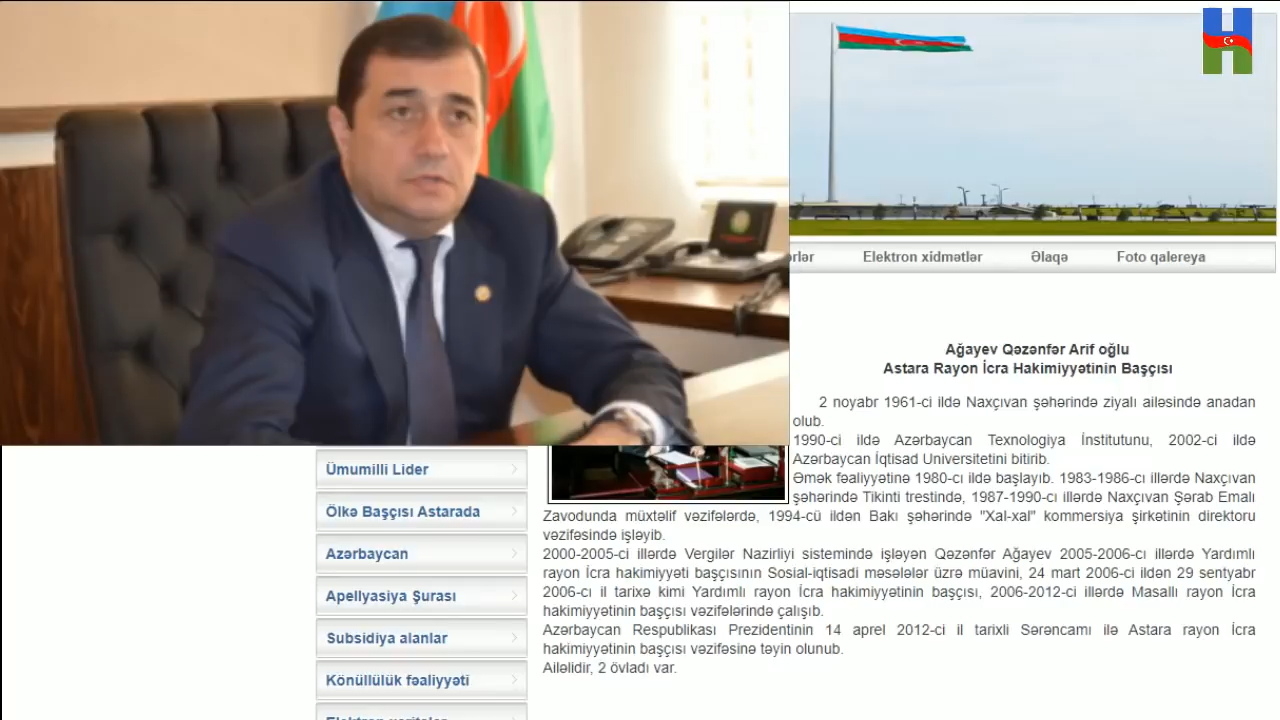 ərlər
Elektron xidmətlər
Əlaqə
Foto qalereya
Ağayev Qəzənfər Arif oğlu
Astara Rayon İcra Hakimiyyətinin Başçısı
2 noyabr 1961-ci ildə Naxçıvan şəhərində ziyalı ailəsində anadan
olub.
1990-ci ildə Azərbaycan Texnologiya İnstitutunu, 2002-ci ildə
Azərbaycan İqtisad Universitetini bitirib.
Əmək fəaliyyətinə 1980-cı ildə başlayıb. 1983-1986-cı illərdə Naxçıvan
şəhərində Tikinti trestində, 1987-1990-cı illərdə Naxçıvan Şərab Emalı
Zavodunda müxtəlif vəzifələrdə, 1994-cü ildən Bakı şəhərində "Xal-xal" kommersiya şirkətinin direktoru
vəzifəsində işləyib.
2000-2005-ci illərdə Vergilər Nazirliyi sistemində işləyən Qəzənfər Ağayev 2005-2006-cı illərdə Yardımlı
rayon İcra hakimiyyəti başçısının Sosial-iqtisadi məsələlər üzrə müavini, 24 mart 2006-ci ildən 29 sentyabr
2006-cı il tarixə kimi Yardımlı rayon İcra hakimiyyətinin başçısı, 2006-2012-ci illərdə Masallı rayon İcra
hakimiyyətinin başçısı vəzifələrində çalışıb.
Azərbaycan Respublikası Prezidentinin 14 aprel 2012-ci il tarixli Sərəncamı ilə Astara rayon İcra
hakimiyyətinin başçısı vəzifəsinə təyin olunub.
Ailəlidir, 2 övladı var.
Ümumilli Lider
Ölkə Başçısı Astarada
Azərbaycan
Apellyasiya Şurası
Subsidiya alanlar
Könüllülük fəaliyyəti